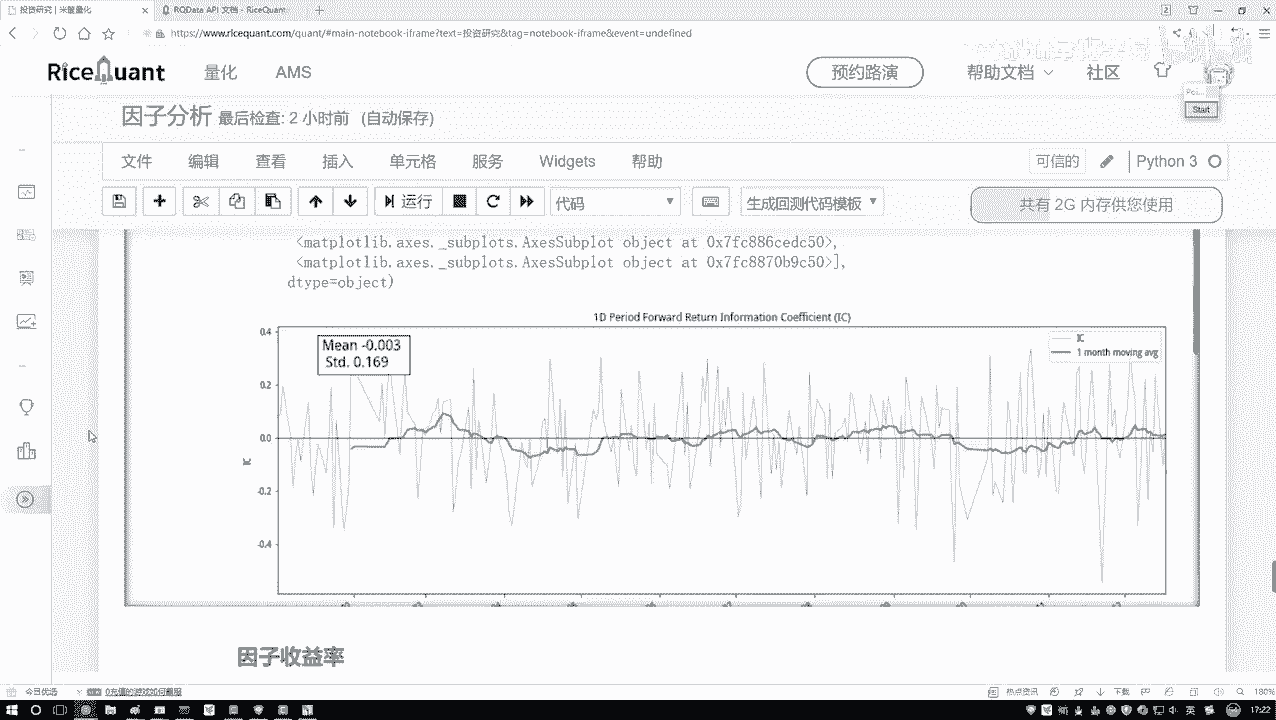 投资研究 | 米筐量化
RQData API 文档 - RiceQuant
https://www.ricequant.com/quant/#main-notebook-iframe?text=投资研究&tag=notebook-iframe&event=undefined
RiceQuant 量化 AMS 预约路演 帮助文档 社区
Start
因子分析 最后检查: 2 小时前 (自动保存)
文件 编辑 查看 插入 单元格 服务 Widgets 帮助 可信的 Python 3
运行 代码 生成回测代码模板 共有 2G 内存供您使用
<matplotlib.axes._subplots.AxesSubplot object at 0x7fc886cedc50>,
<matplotlib.axes._subplots.AxesSubplot object at 0x7fc8870b9c50>],
dtype=object)
1D Period Forward Return Information Coefficient (IC)
Mean -0.003
Std. 0.169
IC
1 month moving avg
0.4
0.2
0.0
-0.2
-0.4
IC
因子收益率
今日优选 热点资讯 下载 180%
17:22